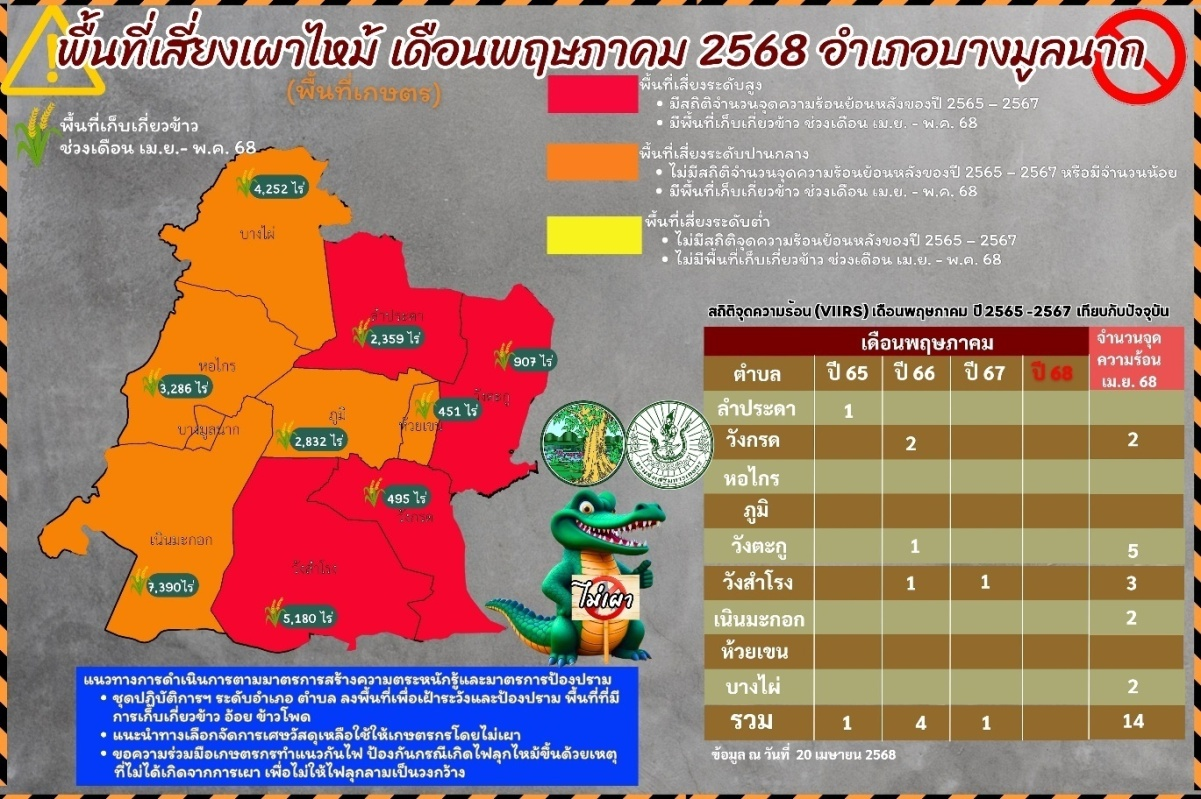 พื้นที่เสี่ยงเผาไหม้ เดือนพฤษภาคม 2568 อำเภอบางมูลนาก
(พื้นที่เกษตร)
พื้นที่เก็บเกี่ยวข้าว
ช่วงเดือน เม.ย.- พ.ค. 68
พื้นที่เสี่ยงระดับสูง
• มีสถิติจำนวนจุดความร้อนย้อนหลังของปี 2565 – 2567
• มีพื้นที่เก็บเกี่ยวข้าว ช่วงเดือน เม.ย. - พ.ค. 68
พื้นที่เสี่ยงระดับปานกลาง
• ไม่มีสถิติจำนวนจุดความร้อนย้อนหลังของปี 2565 – 2567 หรือมีจำนวนน้อย
• มีพื้นที่เก็บเกี่ยวข้าว ช่วงเดือน เม.ย. - พ.ค. 68
พื้นที่เสี่ยงระดับต่ำ
• ไม่มีสถิติจุดความร้อนย้อนหลังของปี 2565 – 2567
• ไม่มีพื้นที่เก็บเกี่ยวข้าว ช่วงเดือน เม.ย. - พ.ค. 68
4,252 ไร่
บางไผ่
ลำประดา
2,359 ไร่
907 ไร่
วังตะกู
หอไกร
3,286 ไร่
451 ไร่
ห้วยเขน
ภูมิ
2,832 ไร่
บางมูลนาก
495 ไร่
วังกรด
เนินมะกอก
7,390ไร่
วังสำโรง
5,180 ไร่
ไม่เผา
สถิติจุดความร้อน (VIIRS) เดือนพฤษภาคม ปี 2565 -2567 เทียบกับปัจจุบัน
เดือนพฤษภาคม
จำนวนจุด
ความร้อน
เม.ย. 68
ตำบล ปี 65 ปี 66 ปี 67 ปี 68
ลำประดา 1
วังกรด 2 2
หอไกร
ภูมิ
วังตะกู 1 5
วังสำโรง 1 1 3
เนินมะกอก 2
ห้วยเขน
บางไผ่ 2
รวม 1 4 1 14
ข้อมูล ณ วันที่ 20 เมษายน 2568
แนวทางการดำเนินการตามมาตรการสร้างความตระหนักรู้และมาตรการป้องปราม
• ชุดปฏิบัติการฯ ระดับอำเภอ ตำบล ลงพื้นที่เพื่อเฝ้าระวังและป้องปราม พื้นที่ที่มี
การเก็บเกี่ยวข้าว อ้อย ข้าวโพด
• แนะนำทางเลือกจัดการเศษวัสดุเหลือใช้ให้เกษตรกรโดยไม่เผา
• ขอความร่วมมือเกษตรกรทำแนวกันไฟ ป้องกันกรณีเกิดไฟลุกไหม้ขึ้นด้วยเหตุ
ที่ไม่ได้เกิดจากการเผา เพื่อไม่ให้ไฟลุกลามเป็นวงกว้าง